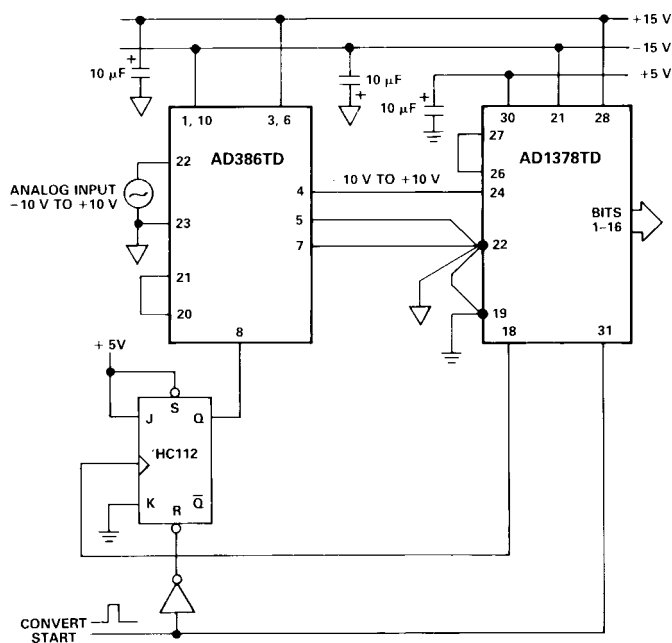 +15 V
−15 V
+5 V
10 µF
+
10 µF
+
10 µF
+
1, 10
3, 6
30
21
28
22
AD386TD
27
AD1378TD
26
ANALOG INPUT
−10 V TO +10 V
4
- 10 V TO +10 V
24
BITS
1–16
23
5
7
22
21
20
19
8
18
31
+ 5V
S
J
Q
HC112
K
R
Q̅
CONVERT
START